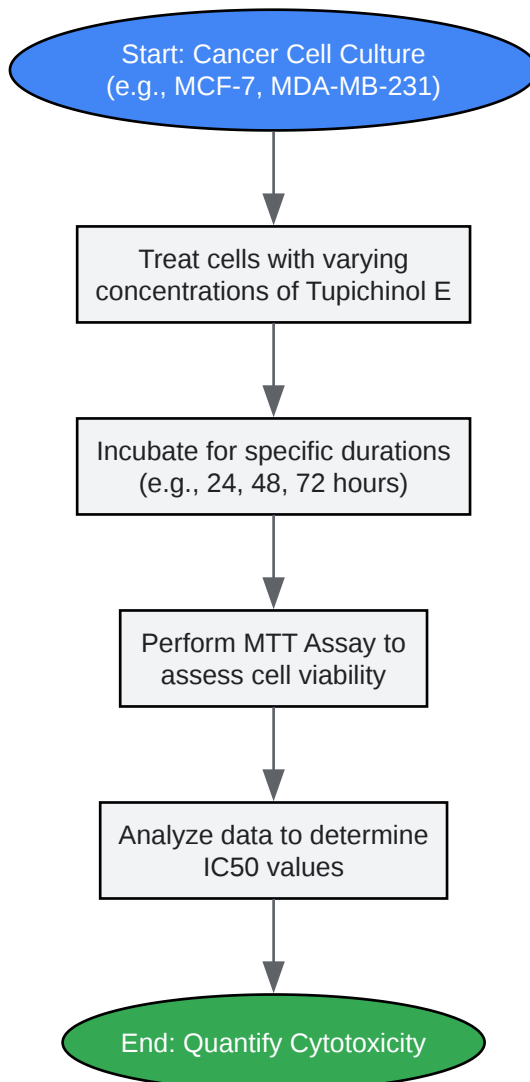 Start: Cancer Cell Culture
(e.g., MCF-7, MDA-MB-231)
Treat cells with varying
concentrations of Tupichinol E
Incubate for specific durations
(e.g., 24, 48, 72 hours)
Perform MTT Assay to
assess cell viability
Analyze data to determine
IC50 values
End: Quantify Cytotoxicity